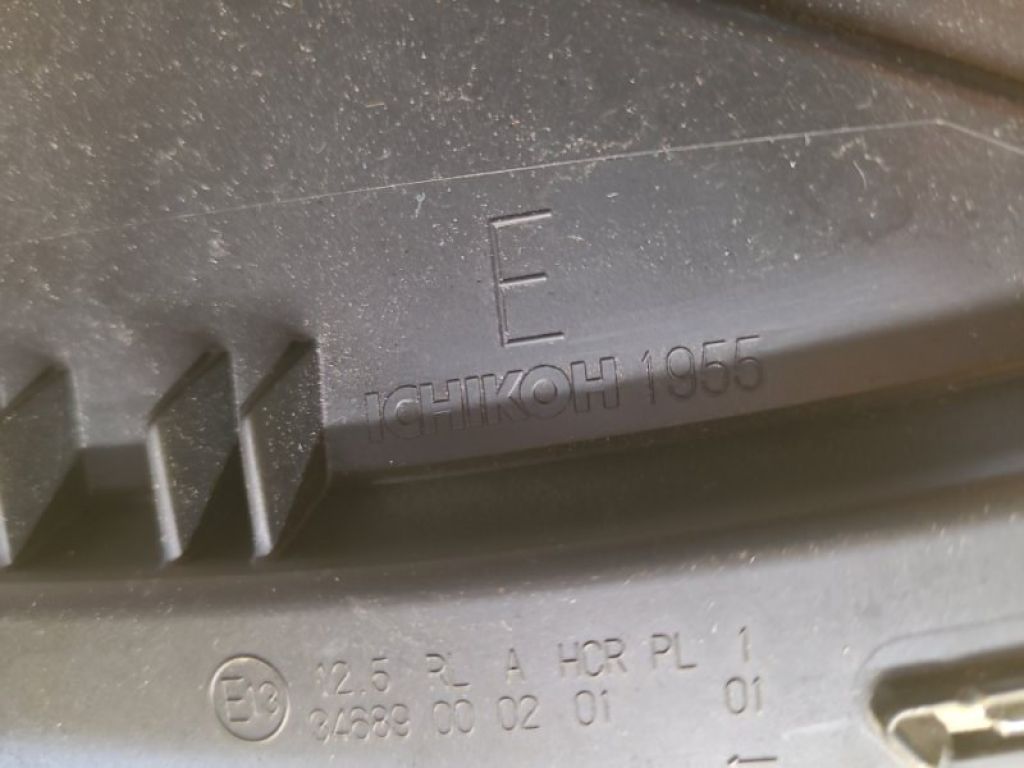 E
ICHIKOH 1955
E13 12.5 RL A HCR PL 1
34689 00 02 01 01